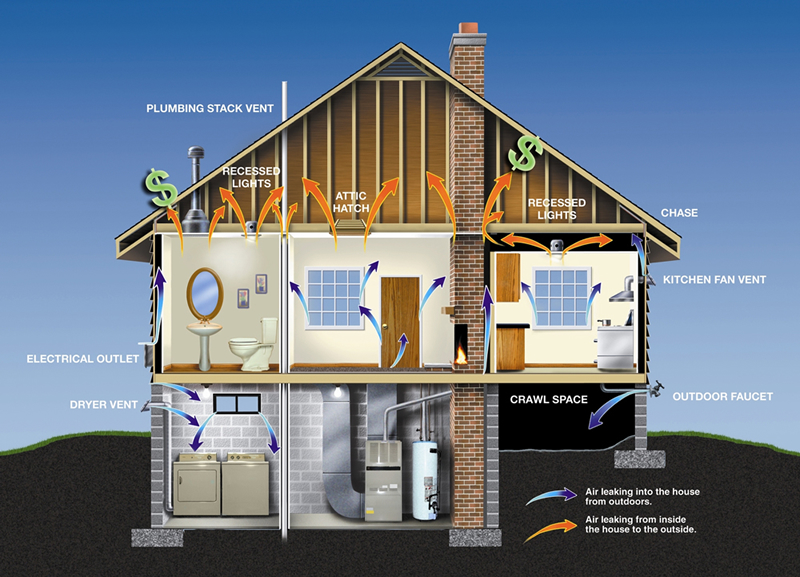 PLUMBING STACK VENT
$
$
RECESSED
LIGHTS
ATTIC
HATCH
RECESSED
LIGHTS
CHASE
KITCHEN FAN VENT
ELECTRICAL OUTLET
DRYER VENT
CRAWL SPACE
OUTDOOR FAUCET
Air leaking into the house
from outdoors.
Air leaking from inside
the house to the outside.